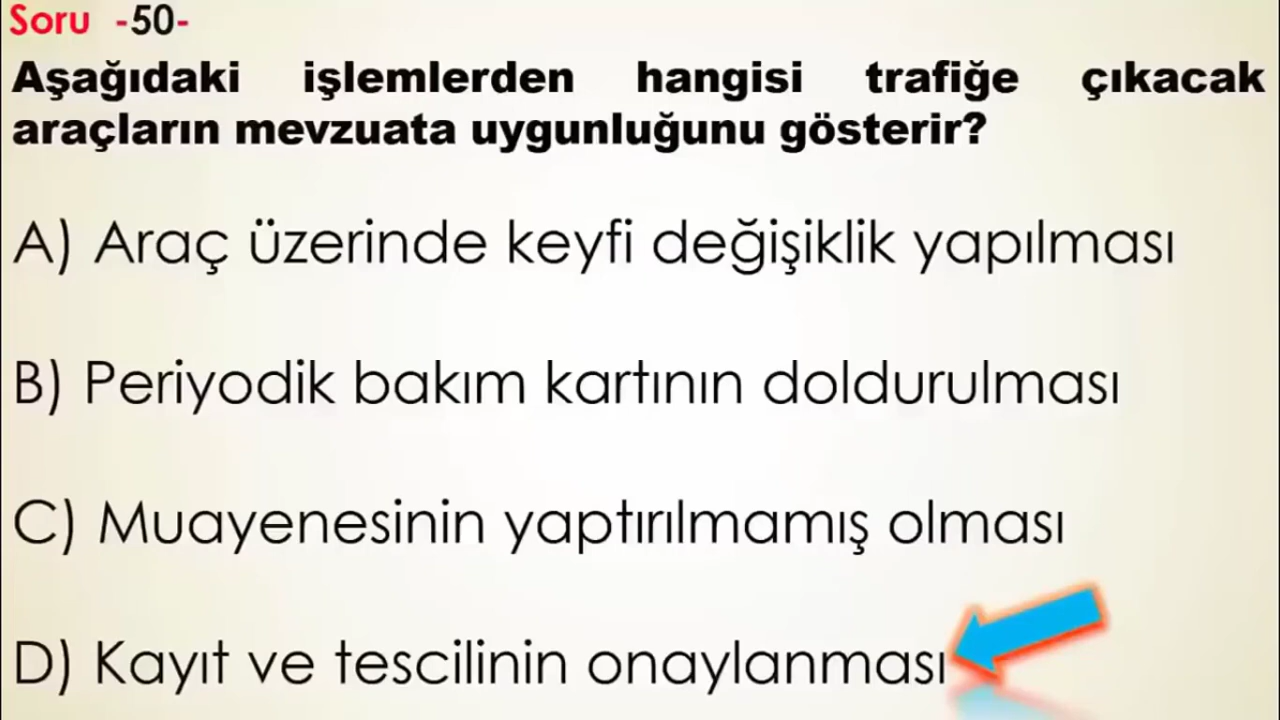 Soru -50-
Aşağıdaki işlemlerden hangisi trafiğe çıkacak
araçların mevzuata uygunluğunu gösterir?
A) Araç üzerinde keyfi değişiklik yapılması
B) Periyodik bakım kartının doldurulması
C) Muayenesinin yaptırılmamış olması
D) Kayıt ve tescilinin onaylanması